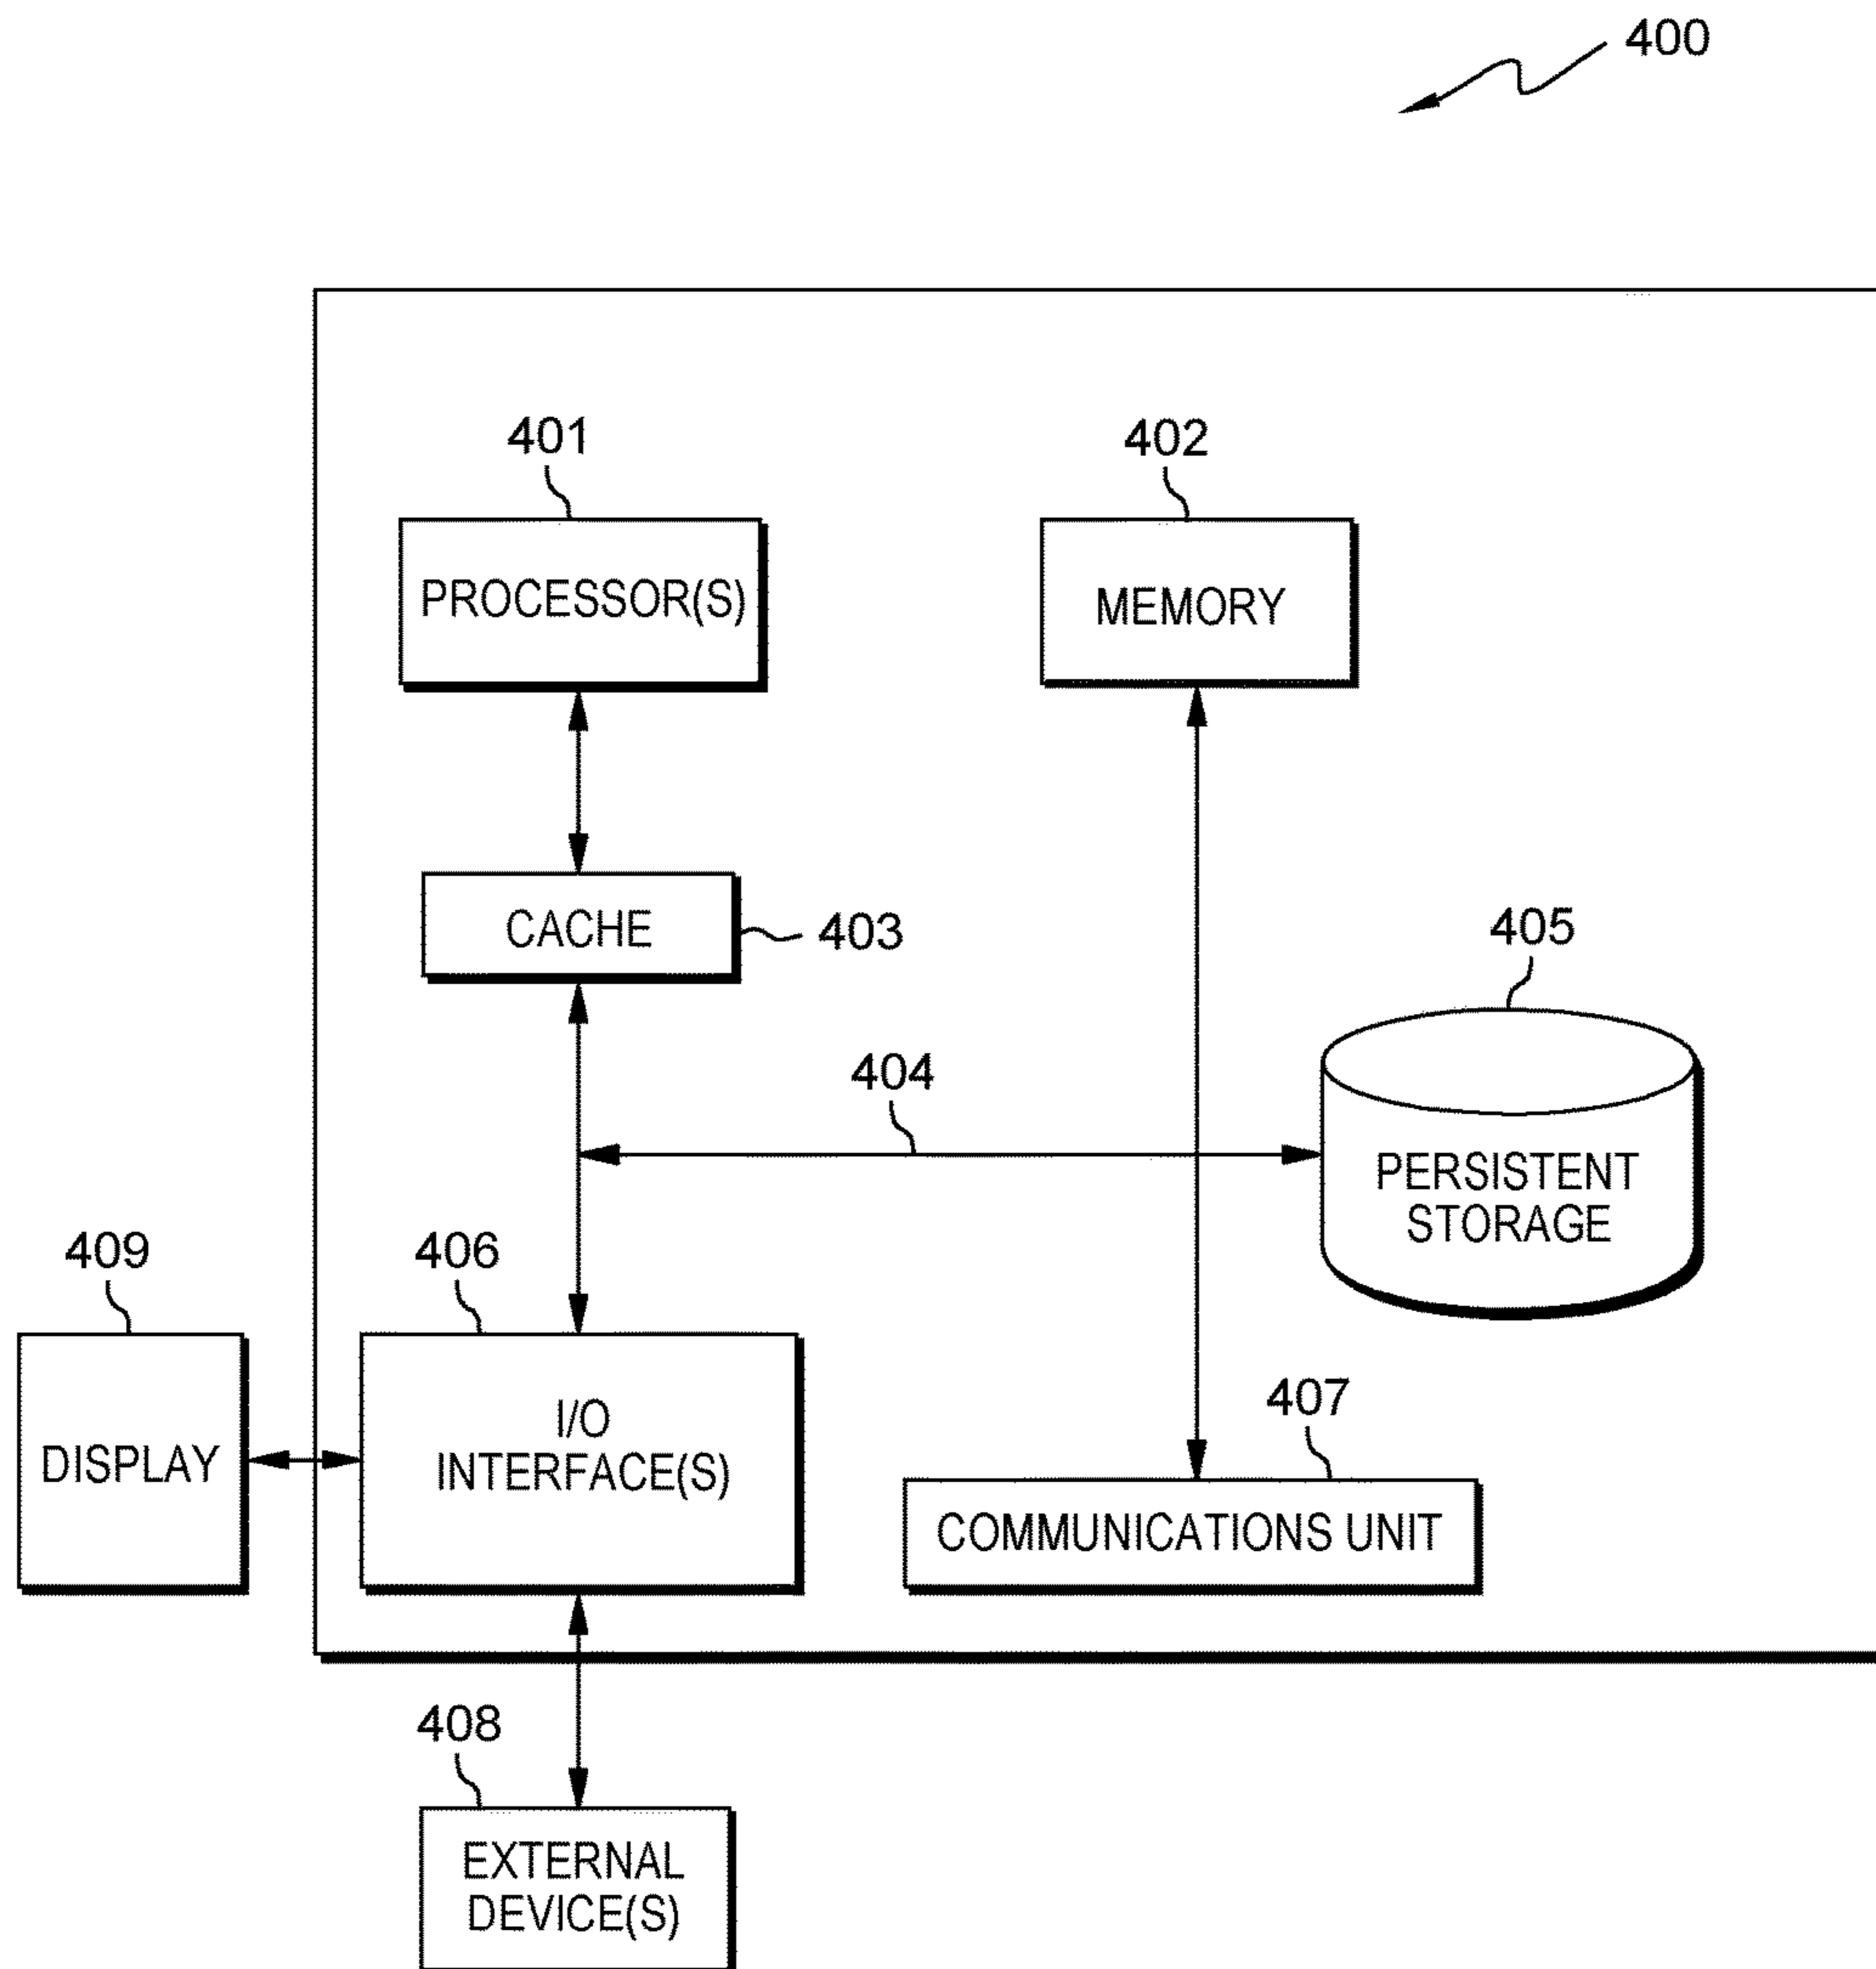 400
401
402
PROCESSOR(S)
MEMORY
CACHE
403
405
404
PERSISTENT
STORAGE
409
406
407
DISPLAY
I/O
INTERFACE(S)
COMMUNICATIONS UNIT
408
EXTERNAL
DEVICE(S)